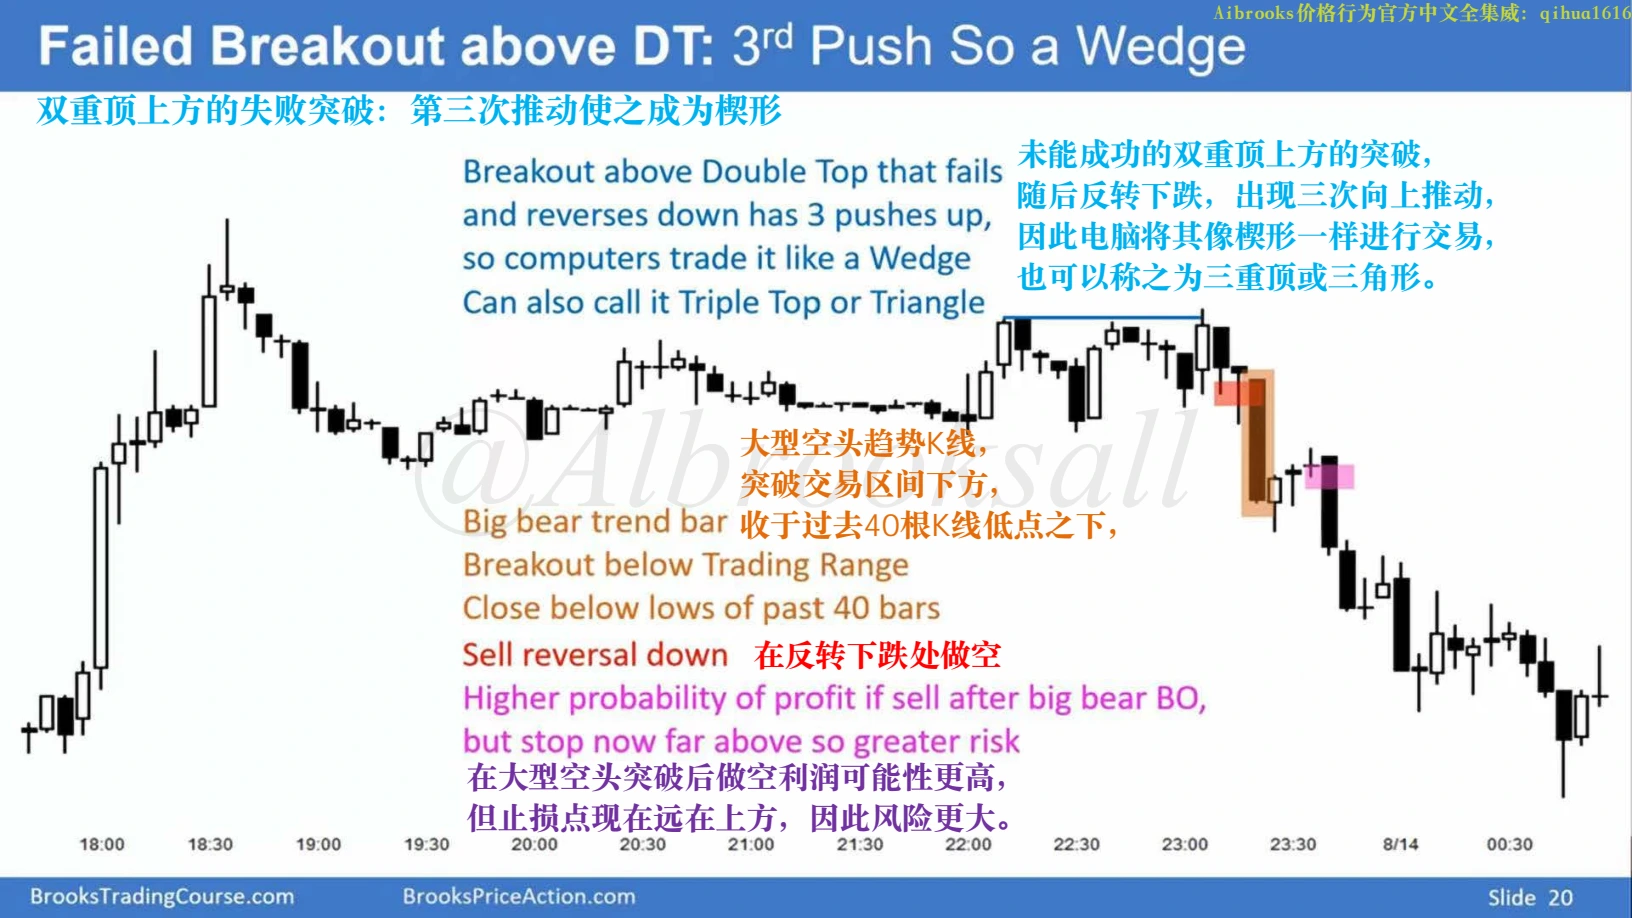 Aibrooks价格行为官方中文全集威：qihua1616
Failed Breakout above DT: 3rd Push So a Wedge
双重顶上方的失败突破：第三次推动使之成为楔形
Breakout above Double Top that fails
and reverses down has 3 pushes up,
so computers trade it like a Wedge
Can also call it Triple Top or Triangle
未能成功的双重顶上方的突破，
随后反转下跌，出现三次向上推动，
因此电脑将其像楔形一样进行交易，
也可以称之为三重顶或三角形。
@Albrooksall
大型空头趋势K线，
突破交易区间下方，
收于过去40根K线低点之下，
Big bear trend bar
Breakout below Trading Range
Close below lows of past 40 bars
Sell reversal down 在反转下跌处做空
Higher probability of profit if sell after big bear BO,
but stop now far above so greater risk
在大型空头突破后做空利润可能性更高，
但止损点现在远在上方，因此风险更大。
18:00 18:30 19:00 19:30 20:00 20:30 21:00 21:30 22:00 22:30 23:00 23:30 8/14 00:30
BrooksTradingCourse.com BrooksPriceAction.com Slide 20